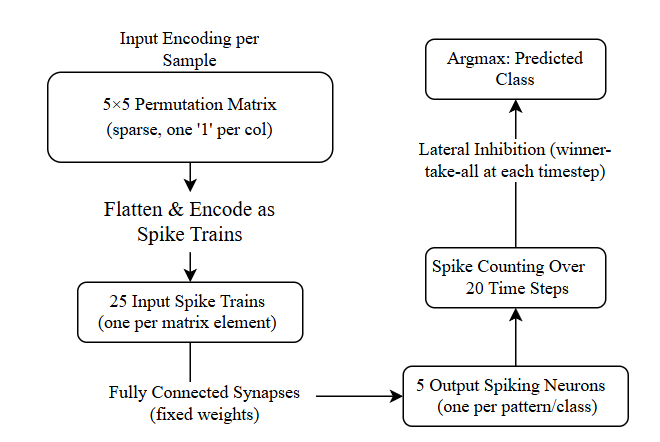 Input Encoding per
Sample
5×5 Permutation Matrix
(sparse, one '1' per col)
Flatten & Encode as
Spike Trains
25 Input Spike Trains
(one per matrix element)
Fully Connected Synapses
(fixed weights)
5 Output Spiking Neurons
(one per pattern/class)
Spike Counting Over
20 Time Steps
Lateral Inhibition (winner-
take-all at each timestep)
Argmax: Predicted
Class